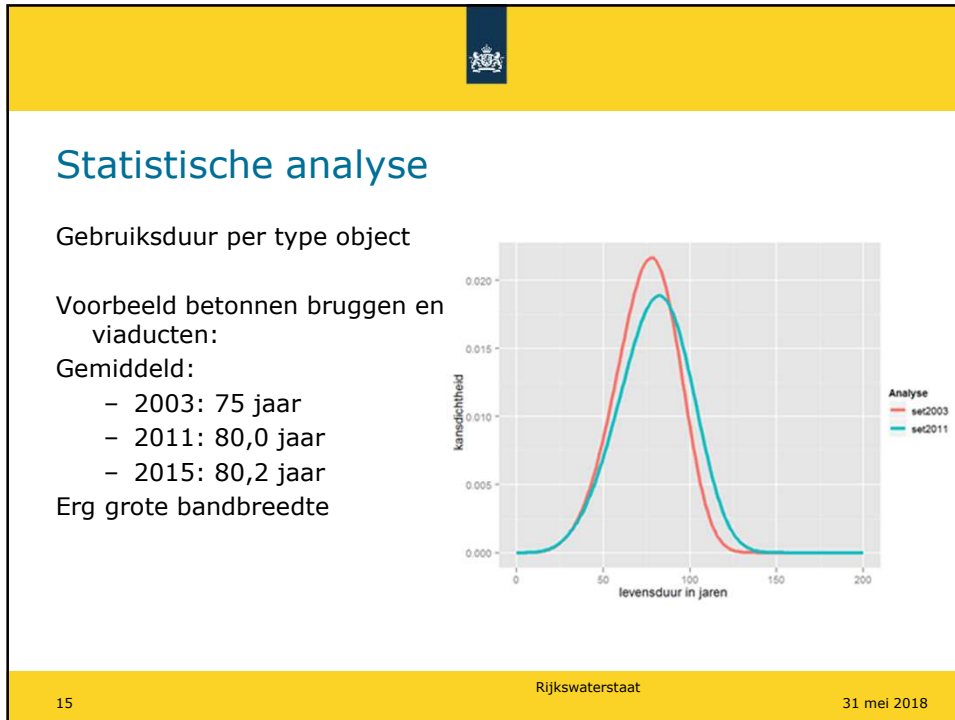 Statistische analyse
Gebruiksduur per type object
Voorbeeld betonnen bruggen en
viaducten:
Gemiddeld:
– 2003: 75 jaar
– 2011: 80,0 jaar
– 2015: 80,2 jaar
Erg grote bandbreedte
0.020
0.015
0.010
0.005
0.000
kansdichtheid
0
50
100
150
200
levensduur in jaren
Analyse
set2003
set2011
Rijkswaterstaat
15
31 mei 2018